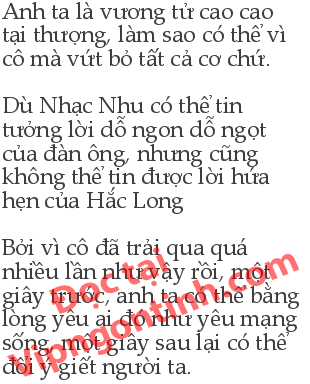 Anh ta là vương tử cao cao
tại thượng, làm sao có thể vì
cô mà vứt bỏ tất cả cơ chứ.
Dù Nhạc Nhu có thể tin
tưởng lời dỗ ngon dỗ ngọt
của đàn ông, nhưng cũng
không thể tin được lời hứa
hẹn của Hắc Long
Bởi vì cô đã trải qua quá
nhiều lần như vậy rồi, một
giây trước, anh ta có thể bằng
lòng yêu ai đó như yêu mạng
sống, một giây sau lại có thể
đổi ý giết người ta.
Đọc tại
Vipngontinh.com